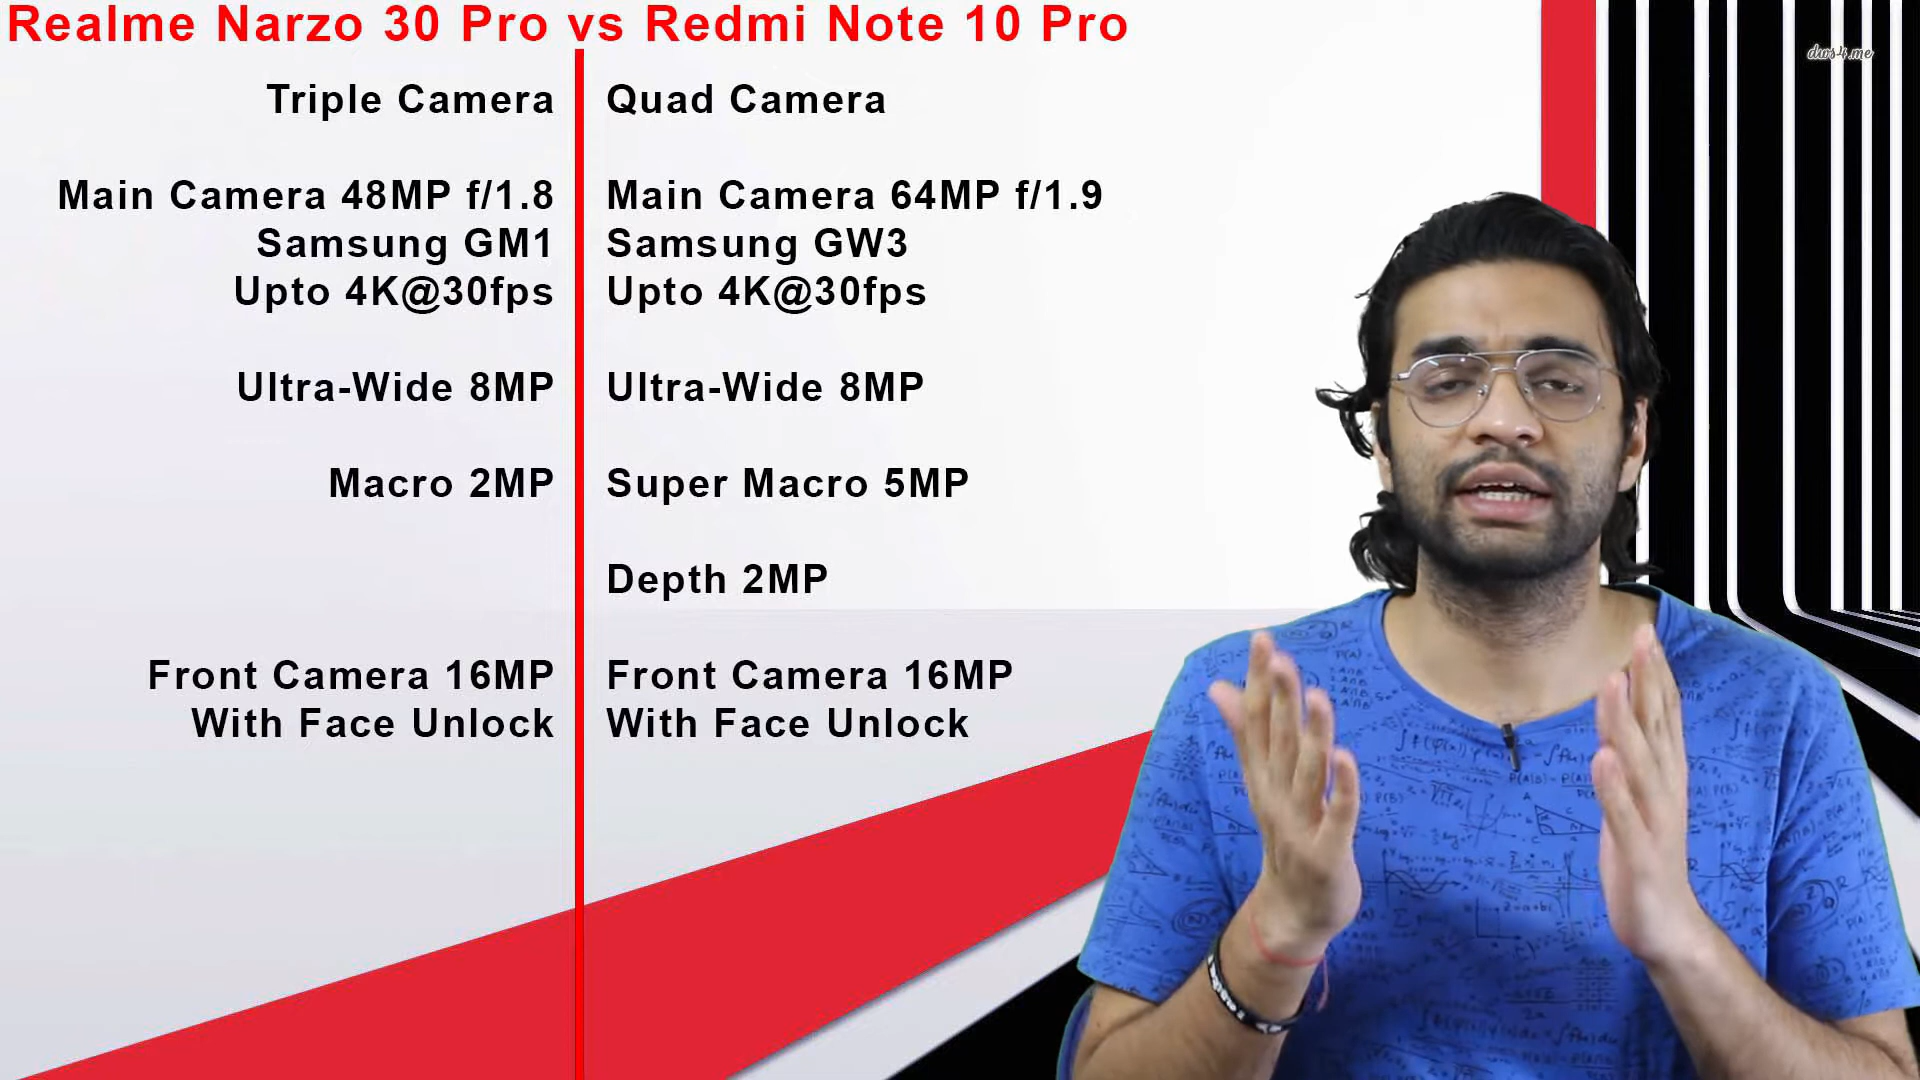 Realme Narzo 30 Pro vs Redmi Note 10 Pro
dws4.me
Triple Camera
Main Camera 48MP f/1.8
Samsung GM1
Upto 4K@30fps
Ultra-Wide 8MP
Macro 2MP
Front Camera 16MP
With Face Unlock
Quad Camera
Main Camera 64MP f/1.9
Samsung GW3
Upto 4K@30fps
Ultra-Wide 8MP
Super Macro 5MP
Depth 2MP
Front Camera 16MP
With Face Unlock